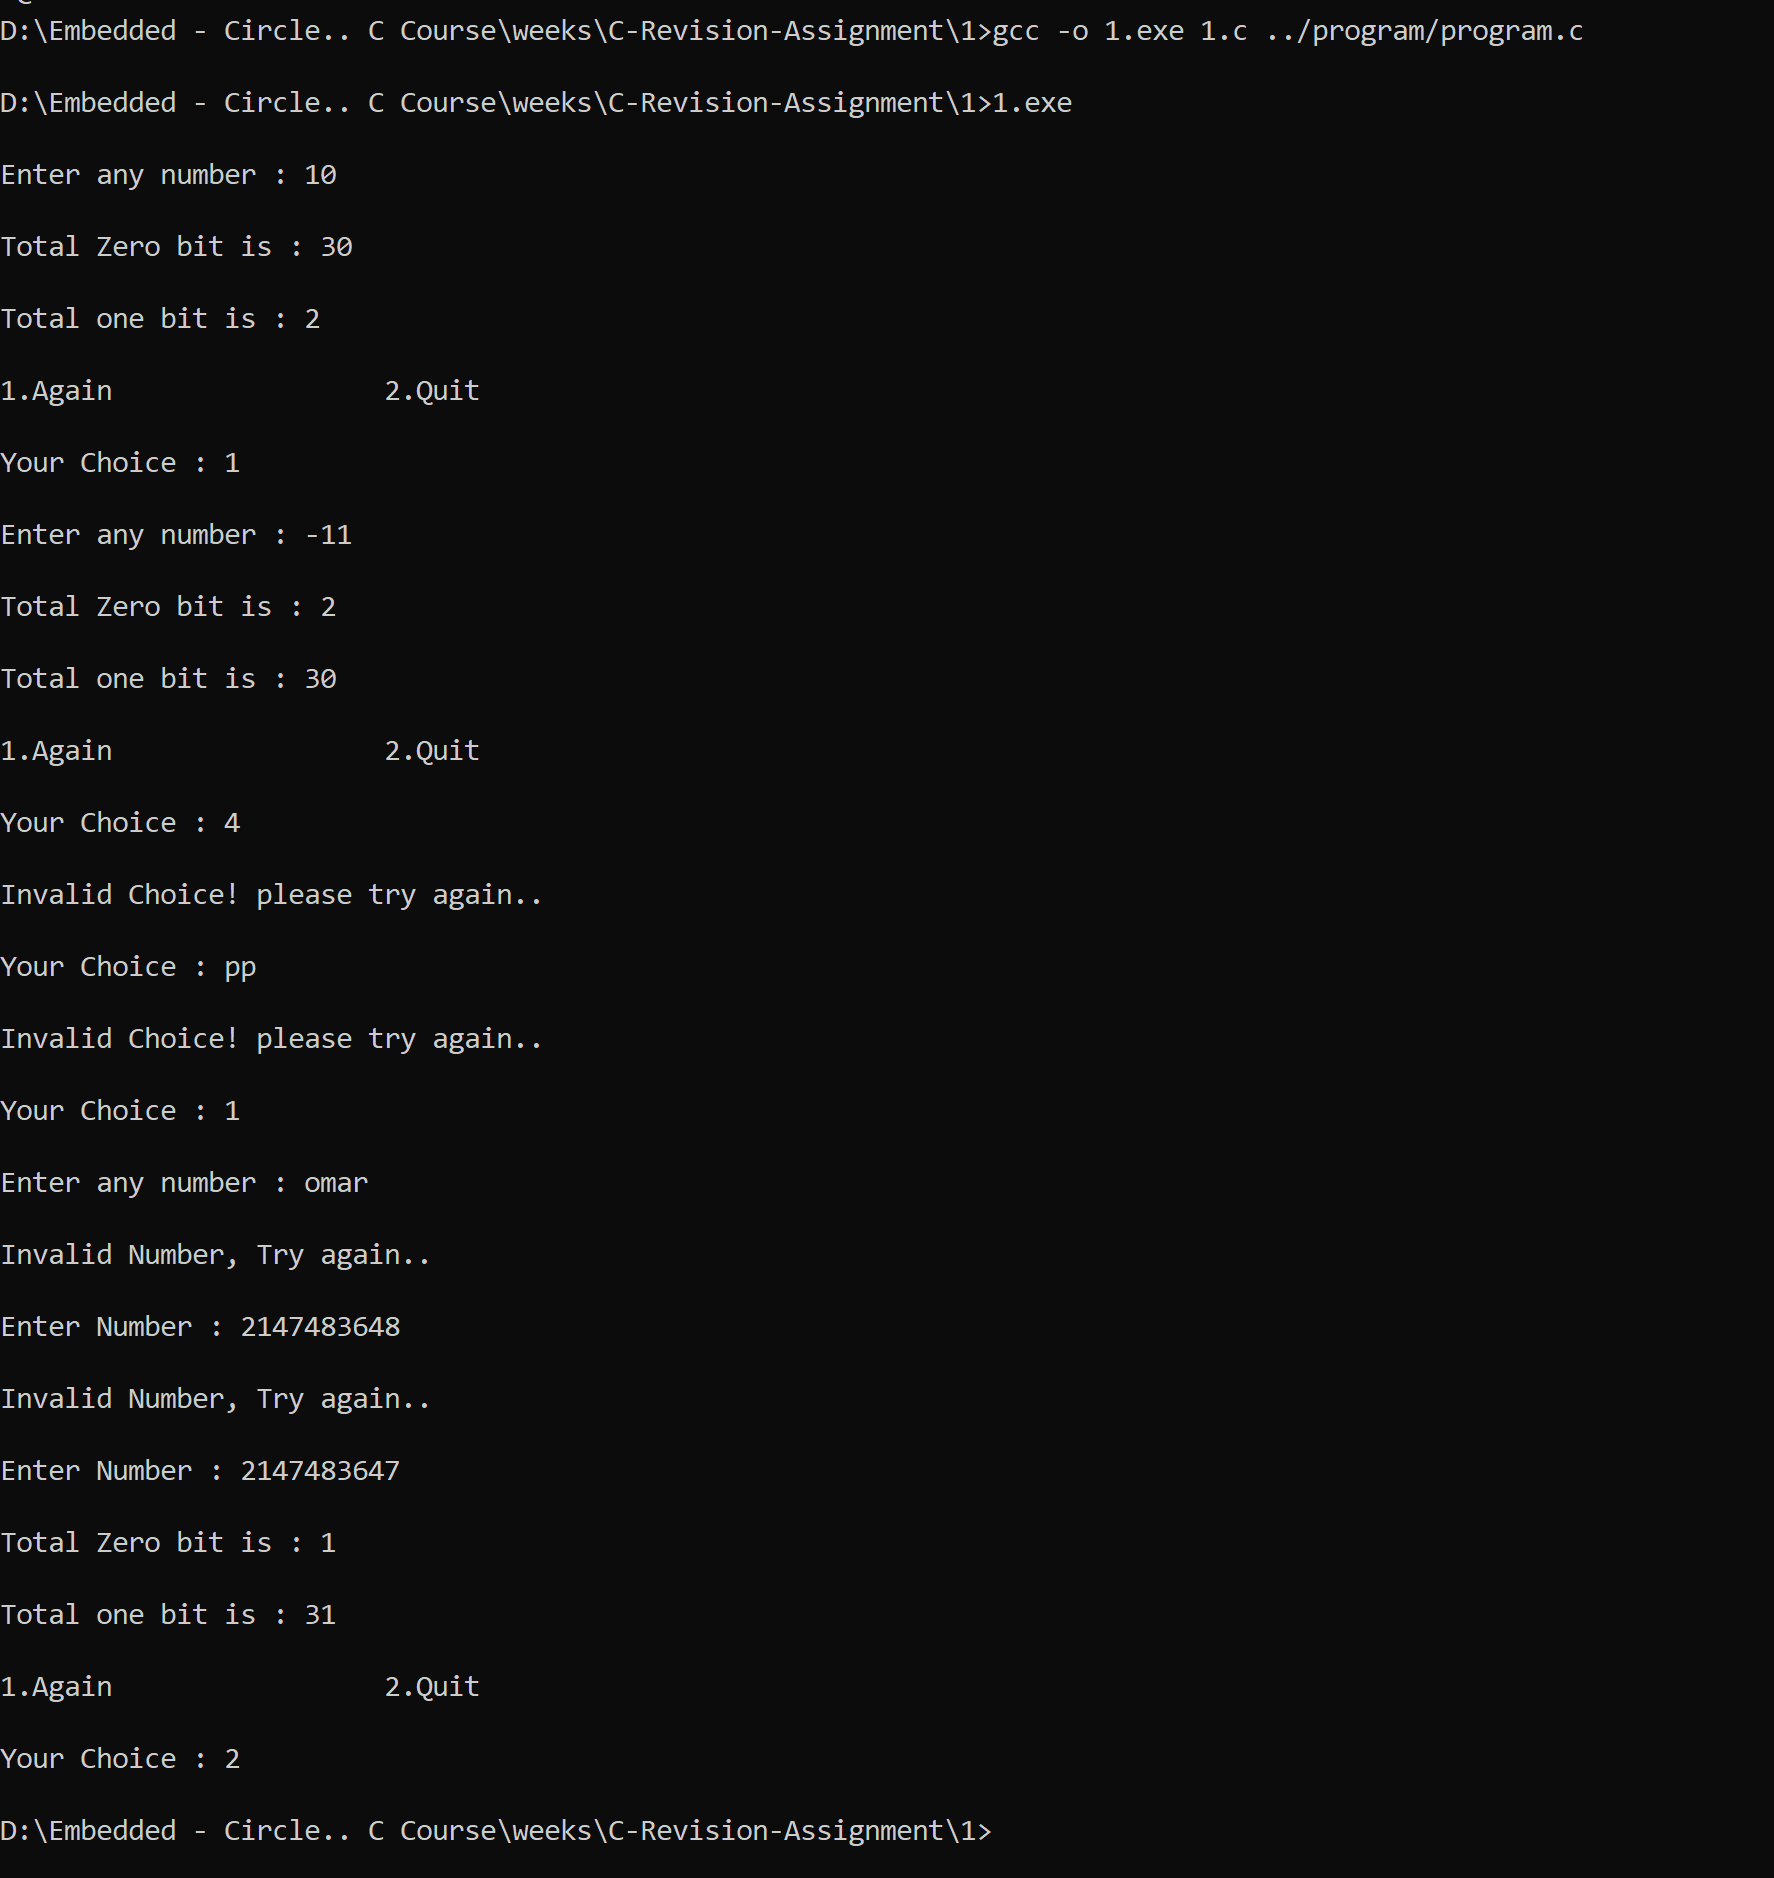 D:\Embedded - Circle.. C Course\weeks\C-Revision-Assignment\1>gcc -o 1.exe 1.c ../program/program.c
D:\Embedded - Circle.. C Course\weeks\C-Revision-Assignment\1>1.exe
Enter any number : 10
Total Zero bit is : 30
Total one bit is : 2
1.Again                 2.Quit
Your Choice : 1
Enter any number : -11
Total Zero bit is : 2
Total one bit is : 30
1.Again                 2.Quit
Your Choice : 4
Invalid Choice! please try again..
Your Choice : pp
Invalid Choice! please try again..
Your Choice : 1
Enter any number : omar
Invalid Number, Try again..
Enter Number : 2147483648
Invalid Number, Try again..
Enter Number : 2147483647
Total Zero bit is : 1
Total one bit is : 31
1.Again                 2.Quit
Your Choice : 2
D:\Embedded - Circle.. C Course\weeks\C-Revision-Assignment\1>